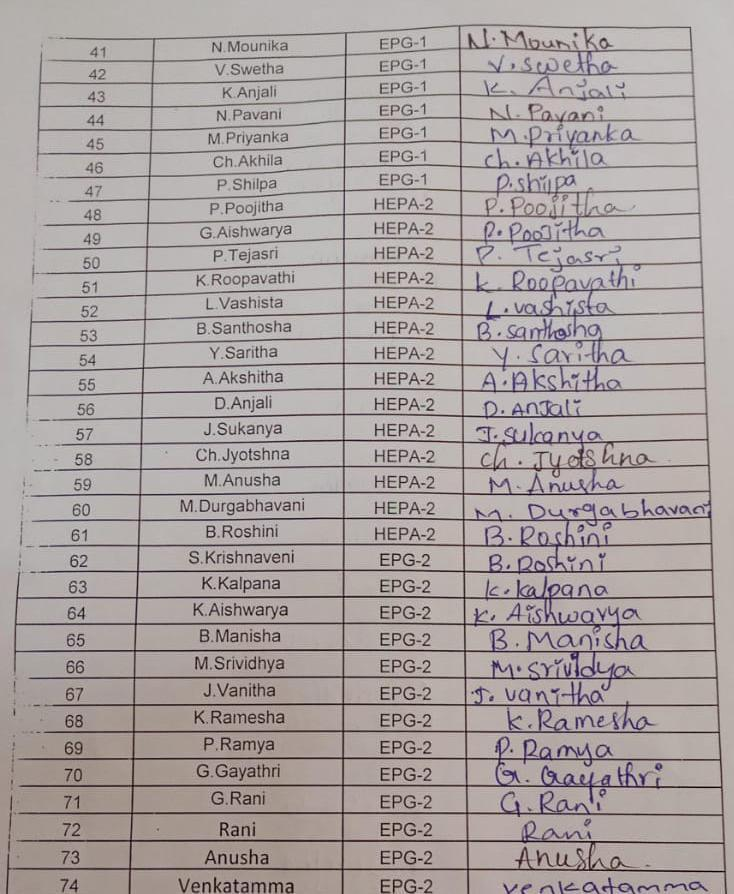 41 N.Mounika EPG-1 N.Mounika
42 V.Swetha EPG-1 V.swetha
43 K.Anjali EPG-1 K. Anjali
44 N.Pavani EPG-1 N. Pavani
45 M.Priyanka EPG-1 M.Priyanka
46 Ch.Akhila EPG-1 ch.Akhila
47 P.Shilpa EPG-1 P.shilpa
48 P.Poojitha HEPA-2 P.Poojitha
49 G.Aishwarya HEPA-2 P.Poojitha
50 P.Tejasri HEPA-2 P. Tejasri
51 K.Roopavathi HEPA-2 K. Roopavathi
52 L.Vashista HEPA-2 L.vashista
53 B.Santhosha HEPA-2 B.santhosha
54 Y.Saritha HEPA-2 Y. Saritha
55 A.Akshitha HEPA-2 A.Akshitha
56 D.Anjali HEPA-2 D.Anjali
57 J.Sukanya HEPA-2 J.sukanya
58 Ch.Jyotshna HEPA-2 ch. Jyotshna
59 M.Anusha HEPA-2 M.Anusha
60 M.Durgabhavani HEPA-2 M. Durgabhavani
61 B.Roshini HEPA-2 B.Roshini
62 S.Krishnaveni EPG-2 B.Roshini
63 K.Kalpana EPG-2 K.kalpana
64 K.Aishwarya EPG-2 K. Aishwarya
65 B.Manisha EPG-2 B. Manisha
66 M.Srividhya EPG-2 M.srividya
67 J.Vanitha EPG-2 J. vanitha
68 K.Ramesha EPG-2 K.Ramesha
69 P.Ramya EPG-2 P. Ramya
70 G.Gayathri EPG-2 G. Gayathri
71 G.Rani EPG-2 G.Rani
72 Rani EPG-2 Rani
73 Anusha EPG-2 Anusha.
74 Venkatamma EPG-2 venkatamma